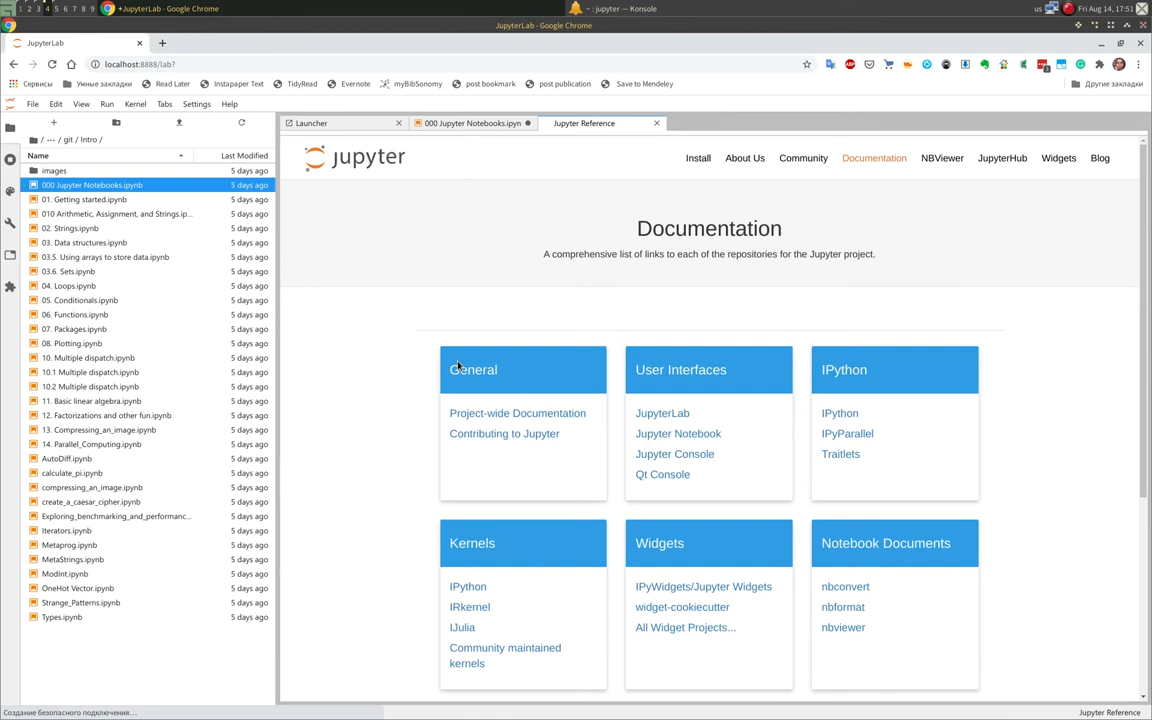 1 2 3 4 5 6 7 8 9
+JupyterLab - Google Chrome
~ : jupyter — Konsole
us
Fri Aug 14, 17:51
JupyterLab - Google Chrome
JupyterLab
localhost:8888/lab?
Сервисы
Умные закладки
Read Later
Instapaper Text
TidyRead
Evernote
myBibSonomy
post bookmark
post publication
Save to Mendeley
Другие закладки
File Edit View Run Kernel Tabs Settings Help
Launcher
000 Jupyter Notebooks.ipyn
Jupyter Reference
/ ··· / git / Intro /
Name
Last Modified
images 5 days ago
000 Jupyter Notebooks.ipynb 5 days ago
01. Getting started.ipynb 5 days ago
010 Arithmetic, Assignment, and Strings.ip... 5 days ago
02. Strings.ipynb 5 days ago
03. Data structures.ipynb 5 days ago
03.5. Using arrays to store data.ipynb 5 days ago
03.6. Sets.ipynb 5 days ago
04. Loops.ipynb 5 days ago
05. Conditionals.ipynb 5 days ago
06. Functions.ipynb 5 days ago
07. Packages.ipynb 5 days ago
08. Plotting.ipynb 5 days ago
10. Multiple dispatch.ipynb 5 days ago
10.1 Multiple dispatch.ipynb 5 days ago
10.2 Multiple dispatch.ipynb 5 days ago
11. Basic linear algebra.ipynb 5 days ago
12. Factorizations and other fun.ipynb 5 days ago
13. Compressing_an_image.ipynb 5 days ago
14. Parallel_Computing.ipynb 5 days ago
AutoDiff.ipynb 5 days ago
calculate_pi.ipynb 5 days ago
compressing_an_image.ipynb 5 days ago
create_a_caesar_cipher.ipynb 5 days ago
Exploring_benchmarking_and_performanc... 5 days ago
Iterators.ipynb 5 days ago
Metaprog.ipynb 5 days ago
MetaStrings.ipynb 5 days ago
ModInt.ipynb 5 days ago
OneHot Vector.ipynb 5 days ago
Strange_Patterns.ipynb 5 days ago
Types.ipynb 5 days ago
jupyter
Install
About Us
Community
Documentation
NBViewer
JupyterHub
Widgets
Blog
Documentation
A comprehensive list of links to each of the repositories for the Jupyter project.
General
Project-wide Documentation
Contributing to Jupyter
User Interfaces
JupyterLab
Jupyter Notebook
Jupyter Console
Qt Console
IPython
IPython
IPyParallel
Traitlets
Kernels
IPython
IRkernel
IJulia
Community maintained
kernels
Widgets
IPyWidgets/Jupyter Widgets
widget-cookiecutter
All Widget Projects...
Notebook Documents
nbconvert
nbformat
nbviewer
Создание безопасного подключения…
Jupyter Reference